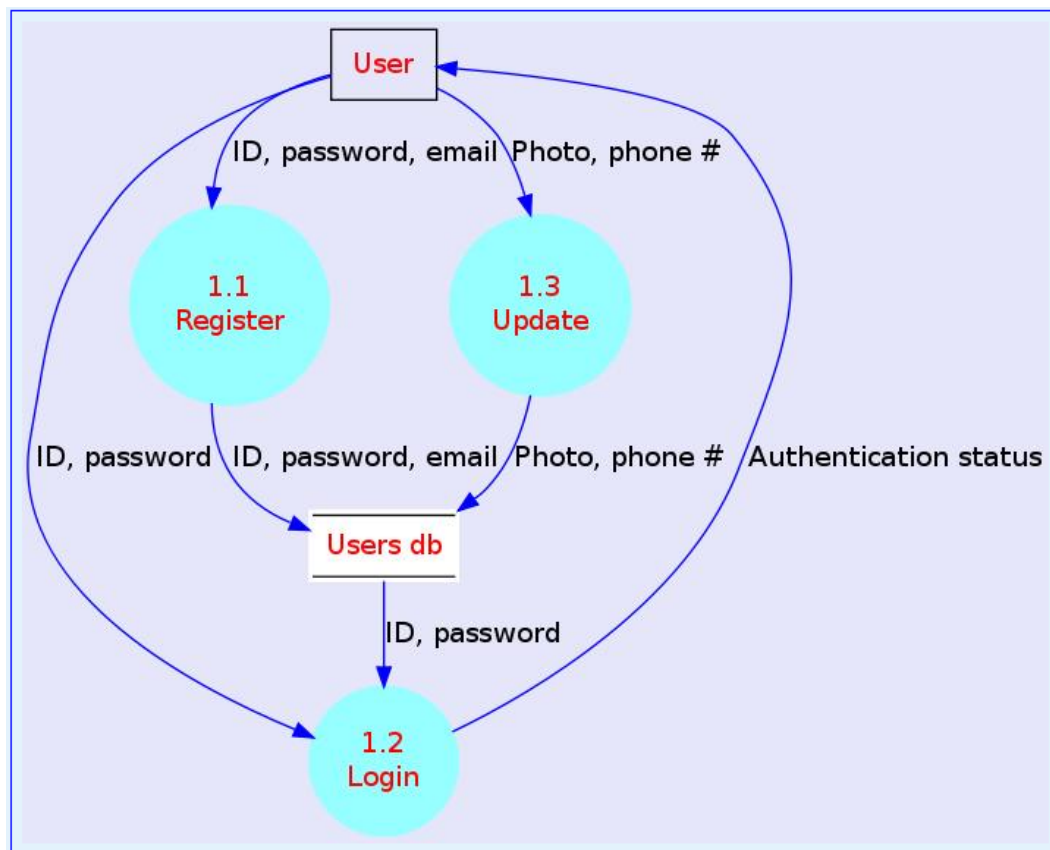 User
ID, password, email
Photo, phone #
1.1
Register
1.3
Update
ID, password
ID, password, email
Photo, phone #
Authentication status
Users db
ID, password
1.2
Login